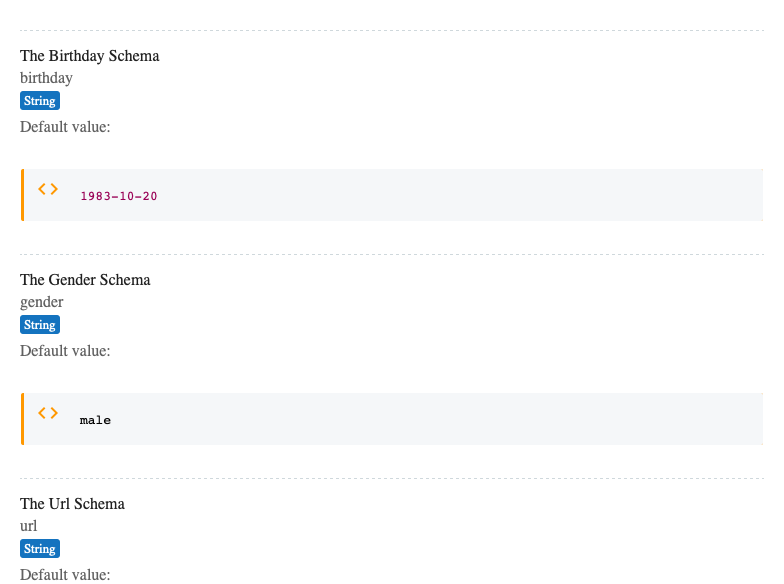 The Birthday Schema
birthday
String
Default value:
1983-10-20
The Gender Schema
gender
String
Default value:
male
The Url Schema
url
String
Default value: